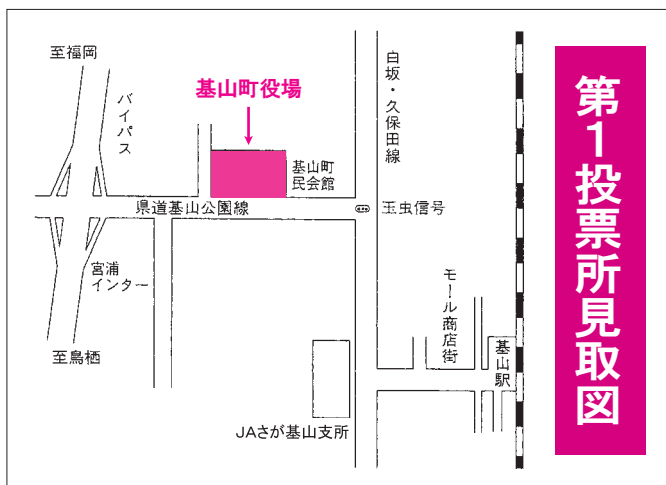 第1投票所見取図
至福岡
バイパス
基山町役場
白坂・久保田線
基山町
民会館
県道基山公園線
玉虫信号
宮浦
インター
モール商店街
基山駅
至鳥栖
JAさが基山支所